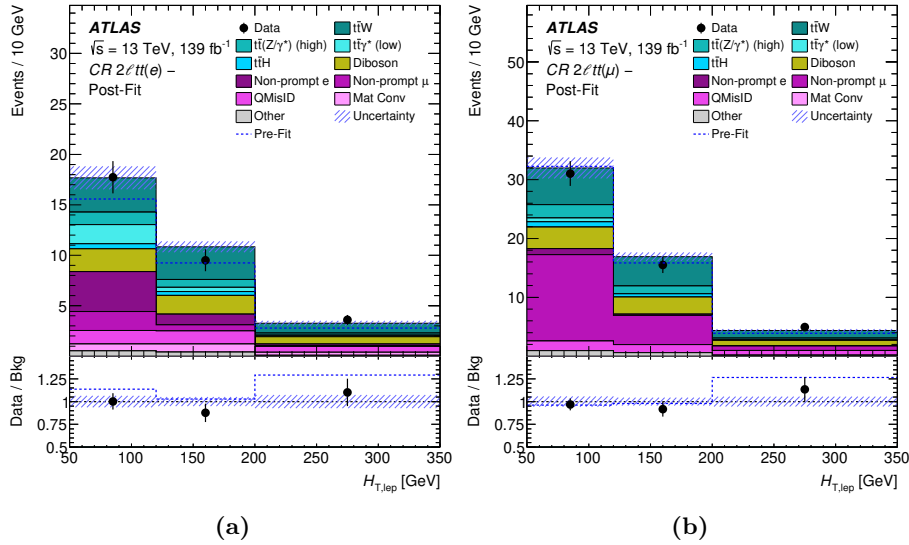 Events / 10 GeV
ATLAS
√s = 13 TeV, 139 fb⁻¹
CR 2ℓtt(e) –
Post-Fit
Data
tt̄W
tt̄(Z/γ*) (high)
tt̄γ* (low)
tt̄H
Diboson
Non-prompt e
Non-prompt μ
QMisID
Mat Conv
Other
Uncertainty
Pre-Fit
30
25
20
15
10
5
Data / Bkg
1.25
1
0.75
0.5
50 100 150 200 250 300 350
H_T,lep [GeV]
(a)
Events / 10 GeV
ATLAS
√s = 13 TeV, 139 fb⁻¹
CR 2ℓtt(μ) –
Post-Fit
Data
tt̄W
tt̄(Z/γ*) (high)
tt̄γ* (low)
tt̄H
Diboson
Non-prompt e
Non-prompt μ
QMisID
Mat Conv
Other
Uncertainty
Pre-Fit
50
40
30
20
10
Data / Bkg
1.25
1
0.75
0.5
50 100 150 200 250 300 350
H_T,lep [GeV]
(b)